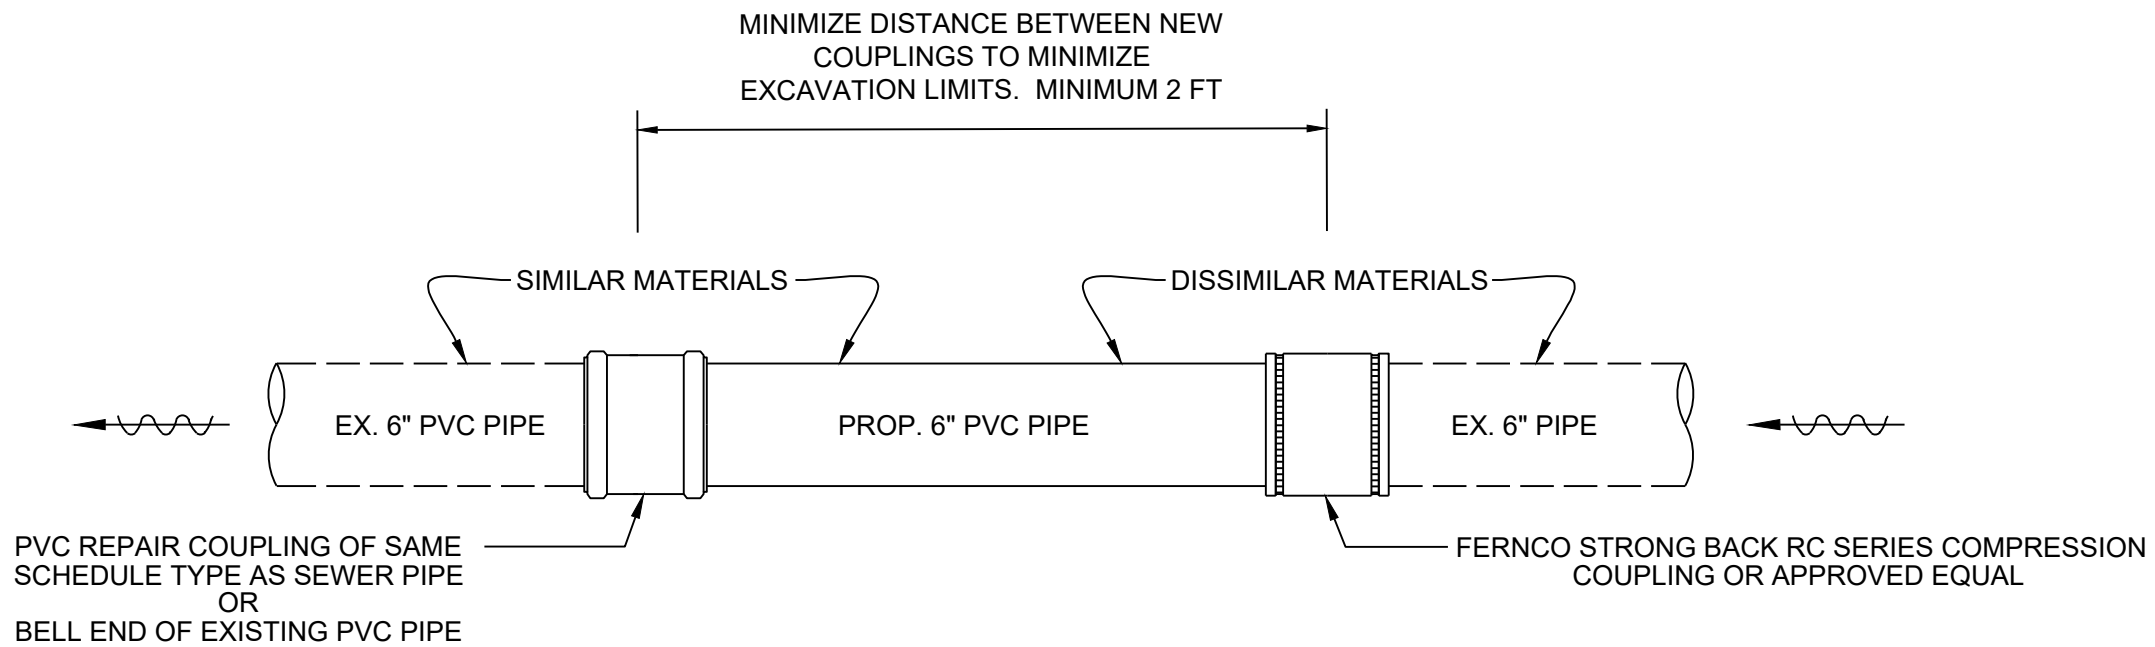 MINIMIZE DISTANCE BETWEEN NEW
COUPLINGS TO MINIMIZE
EXCAVATION LIMITS.  MINIMUM 2 FT
SIMILAR MATERIALS
DISSIMILAR MATERIALS
EX. 6" PVC PIPE
PROP. 6" PVC PIPE
EX. 6" PIPE
PVC REPAIR COUPLING OF SAME
SCHEDULE TYPE AS SEWER PIPE
OR
BELL END OF EXISTING PVC PIPE
FERNCO STRONG BACK RC SERIES COMPRESSION
COUPLING OR APPROVED EQUAL